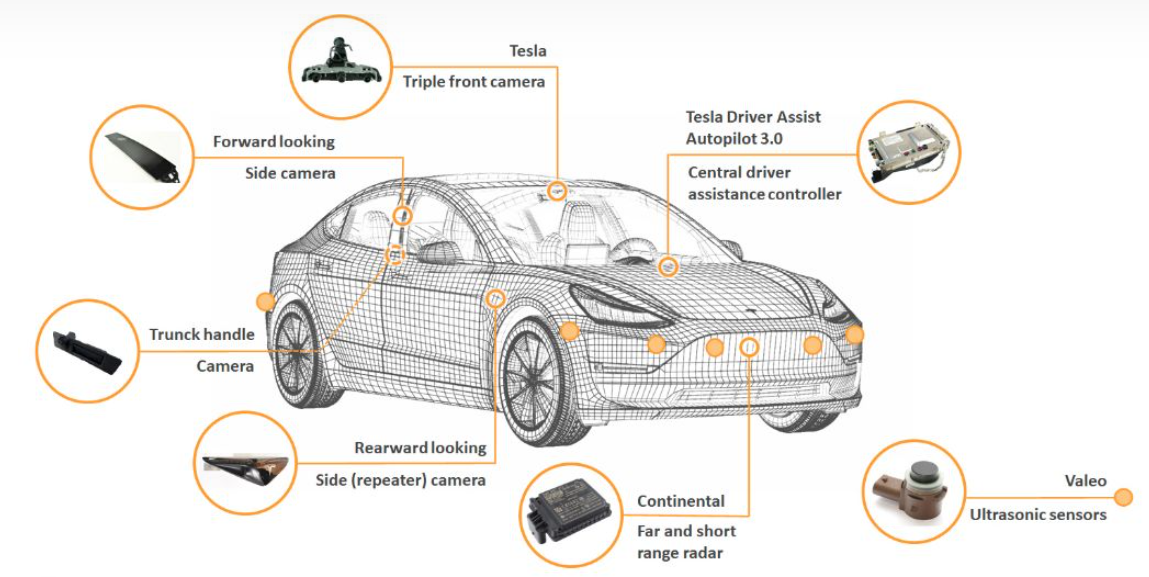 Tesla
Triple front camera
Forward looking
Side camera
Tesla Driver Assist
Autopilot 3.0
Central driver
assistance controller
Trunck handle
Camera
Rearward looking
Side (repeater) camera
Continental
Far and short
range radar
Valeo
Ultrasonic sensors